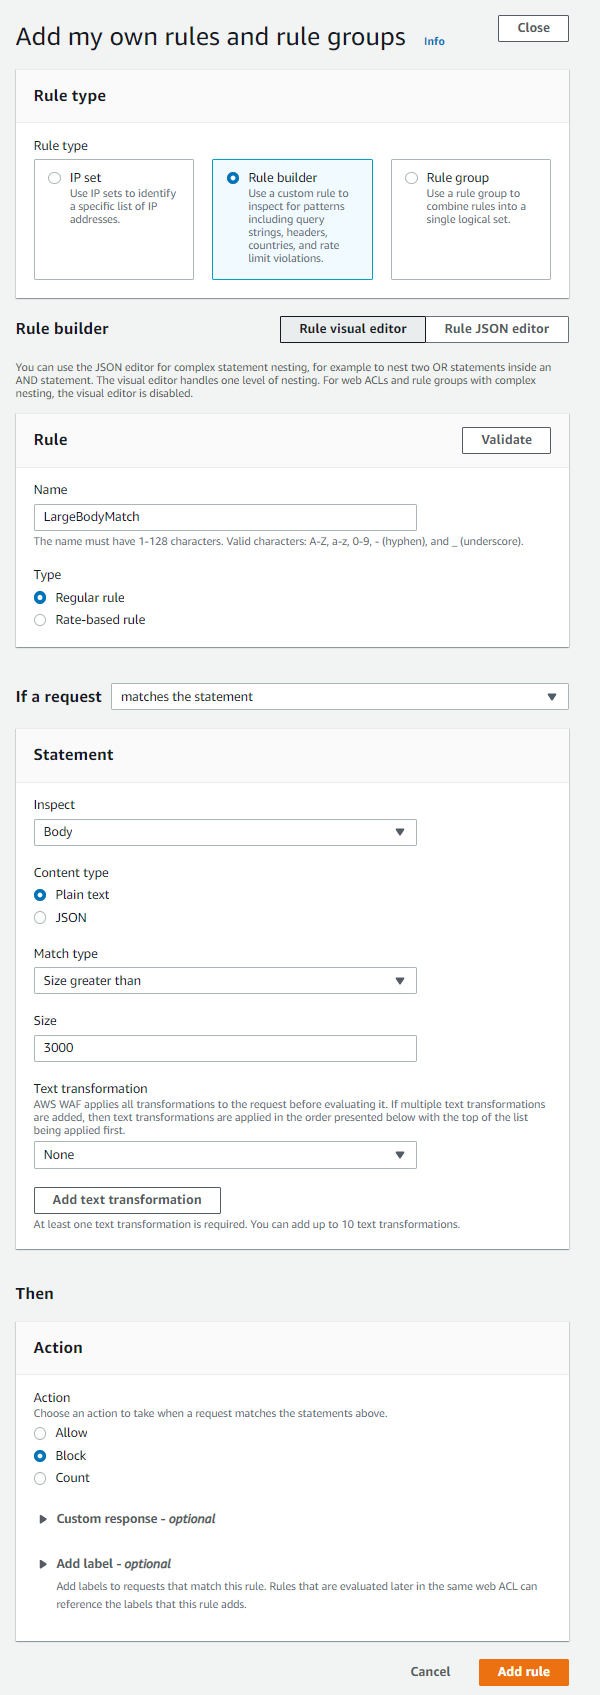 Add my own rules and rule groups Info
Close
Rule type
Rule type
IP set
Use IP sets to identify
a specific list of IP
addresses.
Rule builder
Use a custom rule to
inspect for patterns
including query
strings, headers,
countries, and rate
limit violations.
Rule group
Use a rule group to
combine rules into a
single logical set.
Rule builder
Rule visual editor
Rule JSON editor
You can use the JSON editor for complex statement nesting, for example to nest two OR statements inside an
AND statement. The visual editor handles one level of nesting. For web ACLs and rule groups with complex
nesting, the visual editor is disabled.
Rule
Validate
Name
LargeBodyMatch
The name must have 1-128 characters. Valid characters: A-Z, a-z, 0-9, - (hyphen), and _ (underscore).
Type
Regular rule
Rate-based rule
If a request
matches the statement
Statement
Inspect
Body
Content type
Plain text
JSON
Match type
Size greater than
Size
3000
Text transformation
AWS WAF applies all transformations to the request before evaluating it. If multiple text transformations
are added, then text transformations are applied in the order presented below with the top of the list
being applied first.
None
Add text transformation
At least one text transformation is required. You can add up to 10 text transformations.
Then
Action
Action
Choose an action to take when a request matches the statements above.
Allow
Block
Count
Custom response - optional
Add label - optional
Add labels to requests that match this rule. Rules that are evaluated later in the same web ACL can
reference the labels that this rule adds.
Cancel
Add rule